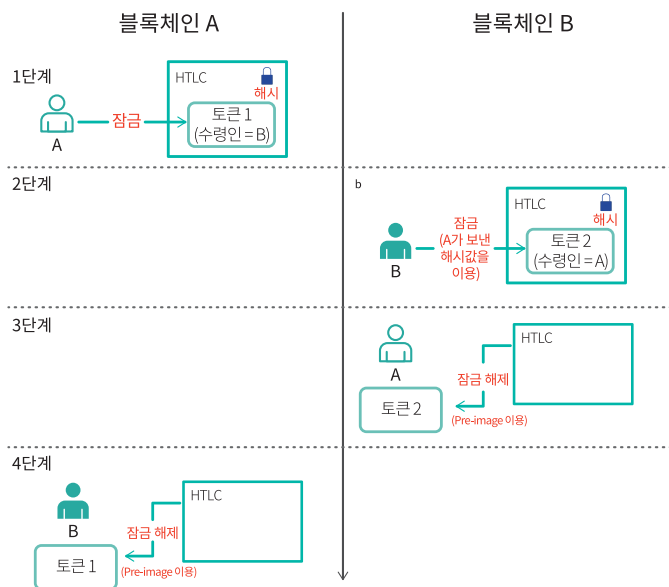 블록체인 A
블록체인 B
1단계
HTLC
해시
잠금
토큰 1
(수령인 = B)
A
2단계
b
HTLC
해시
잠금
(A가 보낸
해시값을
이용)
토큰 2
(수령인 = A)
B
3단계
HTLC
A
잠금 해제
토큰 2
(Pre-image 이용)
4단계
HTLC
B
잠금 해제
토큰 1
(Pre-image 이용)